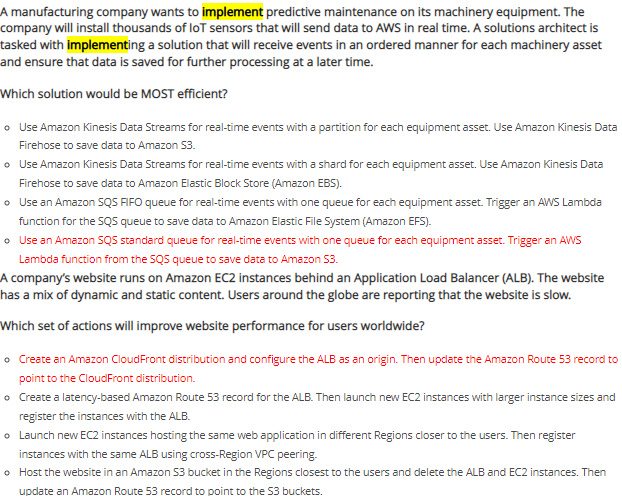 A manufacturing company wants to implement predictive maintenance on its machinery equipment. The
company will install thousands of IoT sensors that will send data to AWS in real time. A solutions architect is
tasked with implementing a solution that will receive events in an ordered manner for each machinery asset
and ensure that data is saved for further processing at a later time.
Which solution would be MOST efficient?
o Use Amazon Kinesis Data Streams for real-time events with a partition for each equipment asset. Use Amazon Kinesis Data
Firehose to save data to Amazon S3.
o Use Amazon Kinesis Data Streams for real-time events with a shard for each equipment asset. Use Amazon Kinesis Data
Firehose to save data to Amazon Elastic Block Store (Amazon EBS).
o Use an Amazon SQS FIFO queue for real-time events with one queue for each equipment asset. Trigger an AWS Lambda
function for the SQS queue to save data to Amazon Elastic File System (Amazon EFS).
o Use an Amazon SQS standard queue for real-time events with one queue for each equipment asset. Trigger an AWS
Lambda function from the SQS queue to save data to Amazon S3.
A company's website runs on Amazon EC2 instances behind an Application Load Balancer (ALB). The website
has a mix of dynamic and static content. Users around the globe are reporting that the website is slow.
Which set of actions will improve website performance for users worldwide?
o Create an Amazon CloudFront distribution and configure the ALB as an origin. Then update the Amazon Route 53 record to
point to the CloudFront distribution.
o Create a latency-based Amazon Route 53 record for the ALB. Then launch new EC2 instances with larger instance sizes and
register the instances with the ALB.
o Launch new EC2 instances hosting the same web application in different Regions closer to the users. Then register
instances with the same ALB using cross-Region VPC peering.
o Host the website in an Amazon S3 bucket in the Regions closest to the users and delete the ALB and EC2 instances. Then
update an Amazon Route 53 record to point to the S3 buckets.